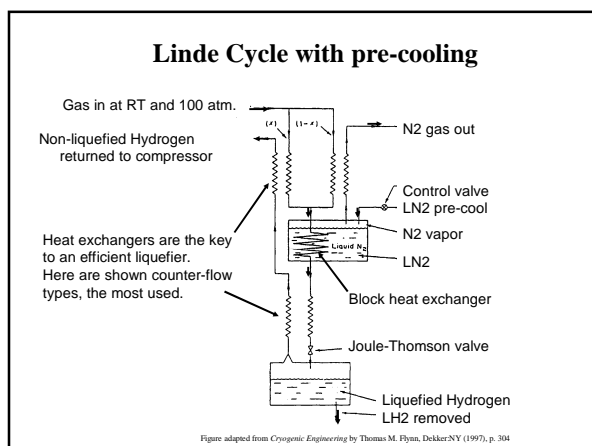 Linde Cycle with pre-cooling
Gas in at RT and 100 atm.
(x)
(1-x)
N2 gas out
Non-liquefied Hydrogen
returned to compressor
Control valve
LN2 pre-cool
N2 vapor
Heat exchangers are the key
to an efficient liquefier.
Here are shown counter-flow
types, the most used.
Liquid N2
LN2
Block heat exchanger
Joule-Thomson valve
Liquefied Hydrogen
LH2 removed
Figure adapted from Cryogenic Engineering by Thomas M. Flynn, Dekker:NY (1997), p. 304